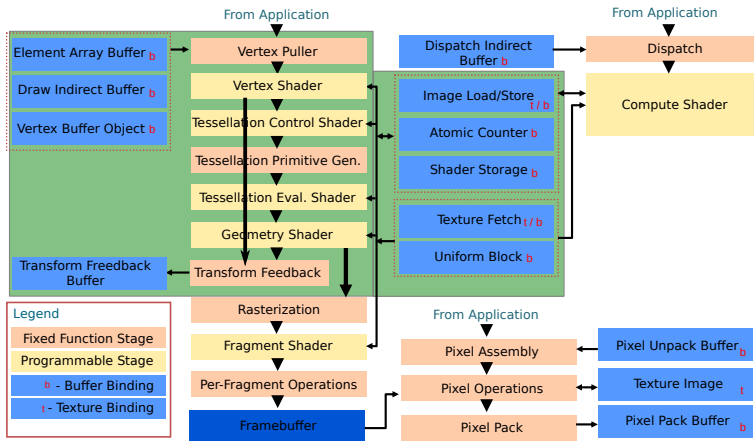 From Application
Element Array Buffer b
Draw Indirect Buffer b
Vertex Buffer Object b
Vertex Puller
Vertex Shader
Tessellation Control Shader
Tessellation Primitive Gen.
Tessellation Eval. Shader
Geometry Shader
Transform Feedback
Transform Freedback
Buffer
Rasterization
Fragment Shader
Per-Fragment Operations
Framebuffer
From Application
Dispatch Indirect
Buffer b
Dispatch
Compute Shader
Image Load/Store
t / b
Atomic Counter b
Shader Storage b
Texture Fetch t / b
Uniform Block b
Legend
Fixed Function Stage
Programmable Stage
b - Buffer Binding
t - Texture Binding
From Application
Pixel Assembly
Pixel Operations
Pixel Pack
Pixel Unpack Buffer b
Texture Image t
Pixel Pack Buffer
b